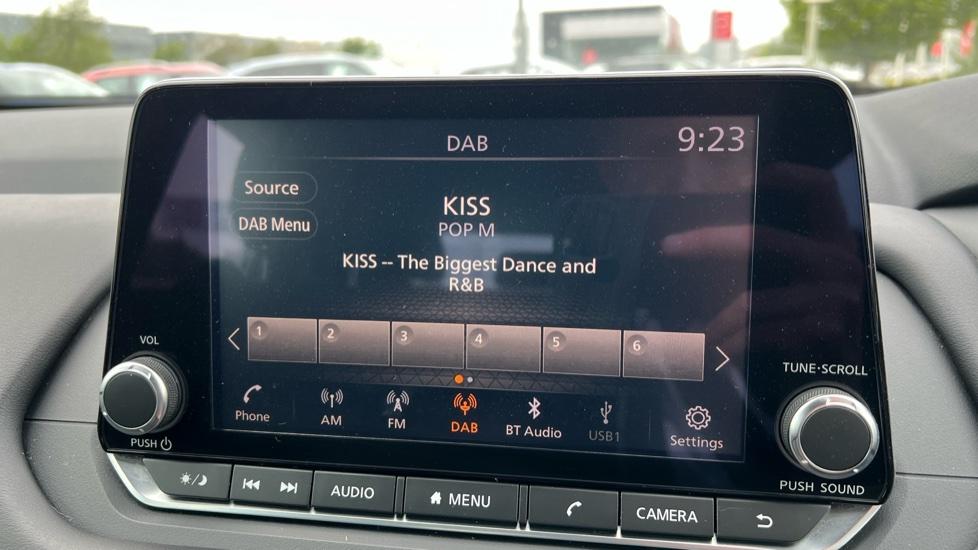 DAB
9:23
Source
KISS
POP M
DAB Menu
KISS -- The Biggest Dance and
R&B
1 2 3 4 5 6
VOL
TUNE·SCROLL
Phone AM FM DAB BT Audio USB1 Settings
PUSH
PUSH SOUND
AUDIO MENU CAMERA